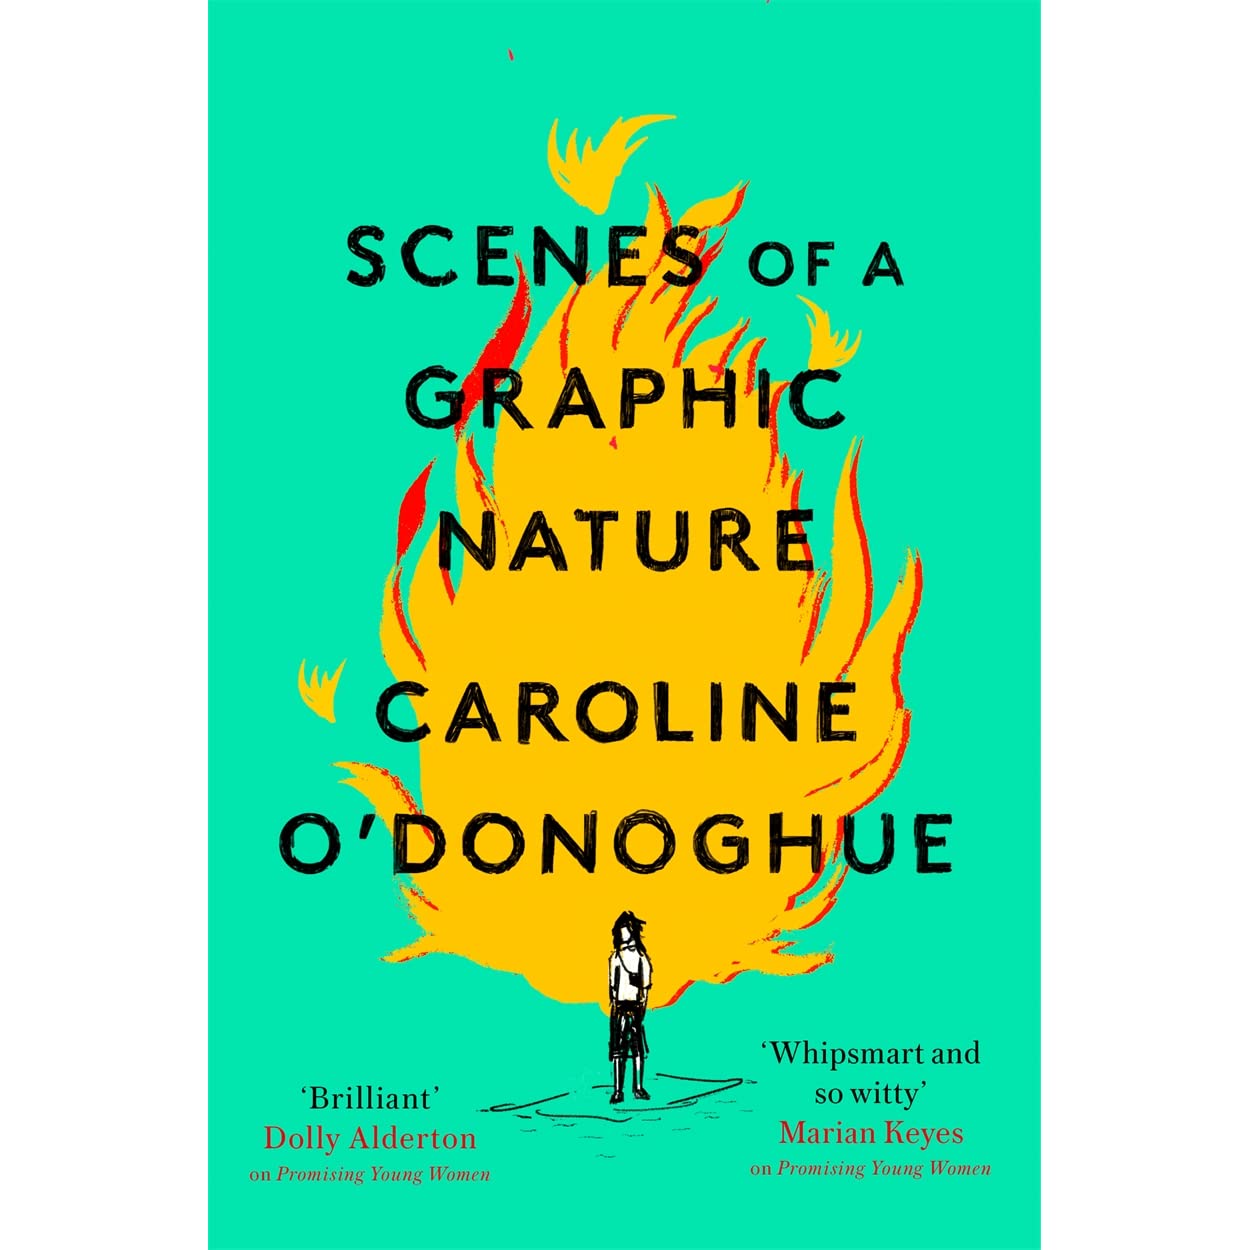 SCENES OF A
GRAPHIC
NATURE
CAROLINE
O’DONOGHUE
‘Brilliant’
Dolly Alderton
on Promising Young Women
‘Whipsmart and
so witty’
Marian Keyes
on Promising Young Women